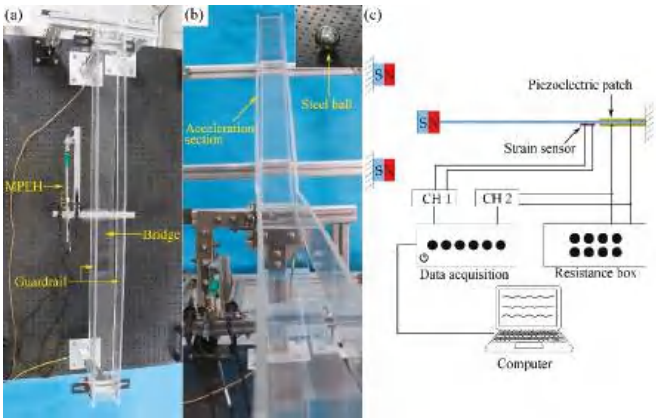 (a)
MPEH
Bridge
Guardrail
(b)
Steel ball
Acceleration
section
(c)
S N
Piezoelectric patch
S N
Strain sensor
S N
CH 1
CH 2
Data acquisition
Resistance box
Computer